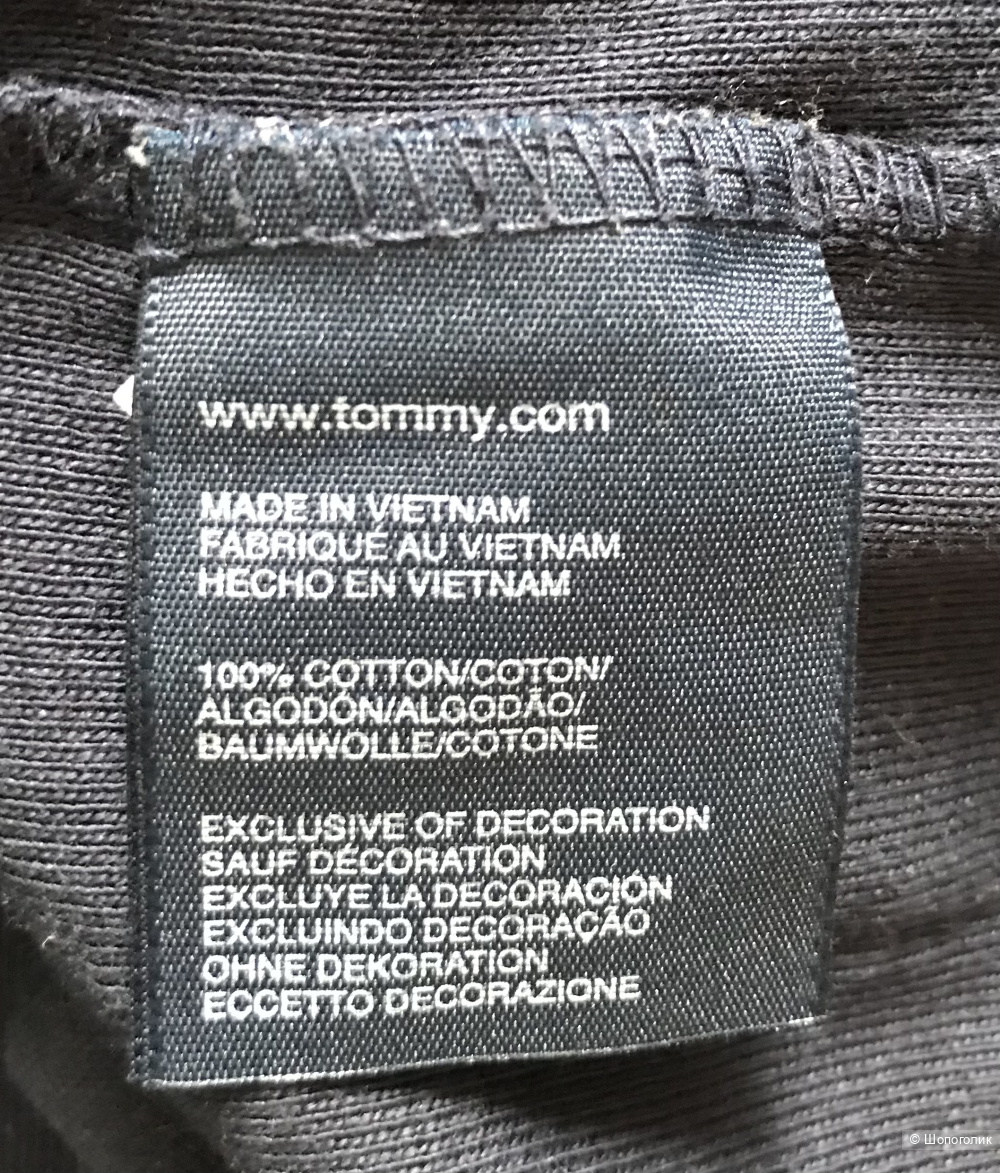 www.tommy.com
MADE IN VIETNAM
FABRIQUÉ AU VIETNAM
HECHO EN VIETNAM
100% COTTON/COTON/
ALGODÓN/ALGODÃO/
BAUMWOLLE/COTONE
EXCLUSIVE OF DECORATION
SAUF DÉCORATION
EXCLUYE LA DECORACIÓN
EXCLUINDO DECORAÇÃO
OHNE DEKORATION
ECCETTO DECORAZIONE
© Шопоголик